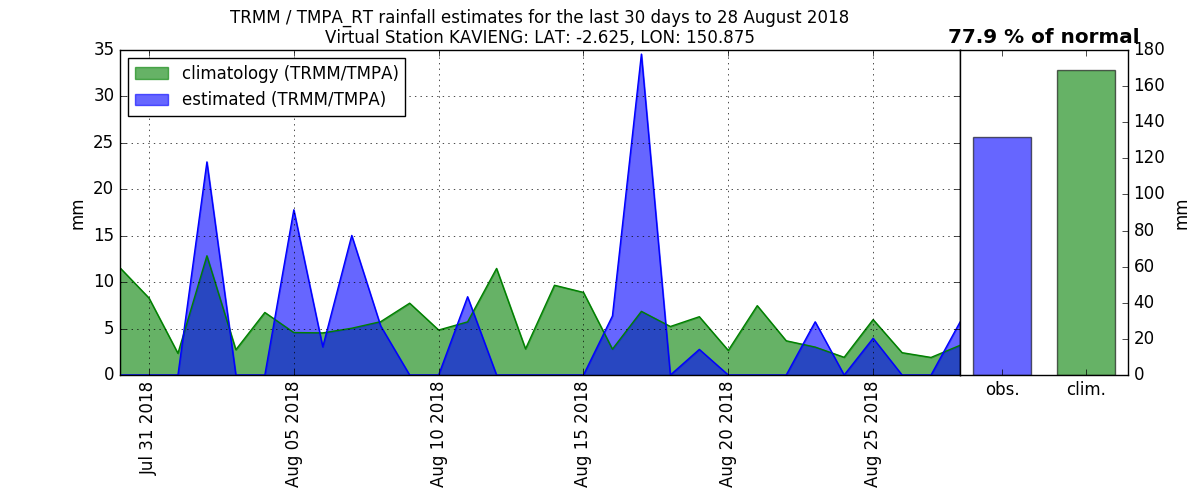 TRMM / TMPA_RT rainfall estimates for the last 30 days to 28 August 2018
Virtual Station KAVIENG: LAT: -2.625, LON: 150.875
77.9 % of normal
climatology (TRMM/TMPA)
estimated (TRMM/TMPA)
35
30
25
20
15
10
5
0
mm
Jul 31 2018
Aug 05 2018
Aug 10 2018
Aug 15 2018
Aug 20 2018
Aug 25 2018
180
160
140
120
100
80
60
40
20
0
mm
obs.
clim.